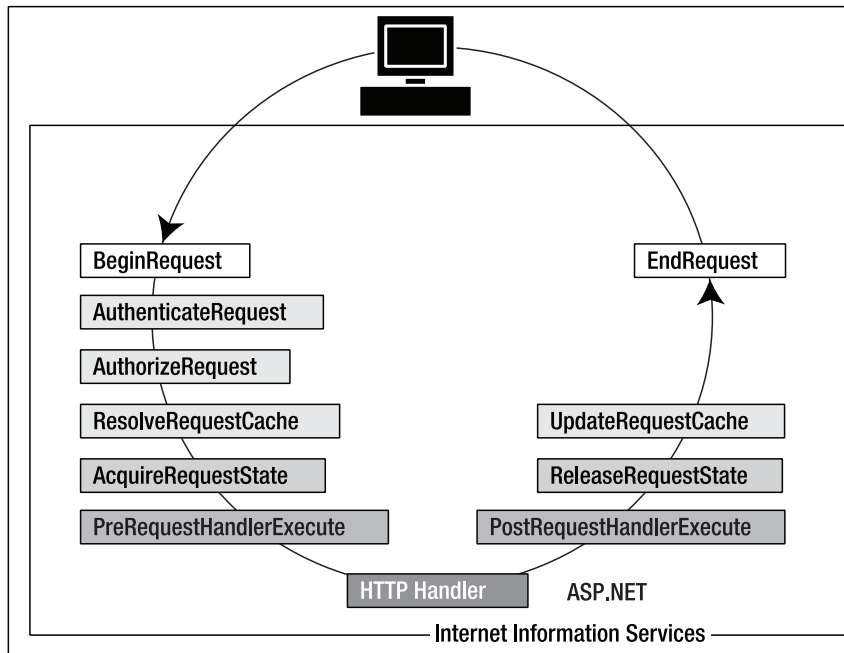 BeginRequest
EndRequest
AuthenticateRequest
AuthorizeRequest
ResolveRequestCache
UpdateRequestCache
AcquireRequestState
ReleaseRequestState
PreRequestHandlerExecute
PostRequestHandlerExecute
HTTP Handler
ASP.NET
Internet Information Services